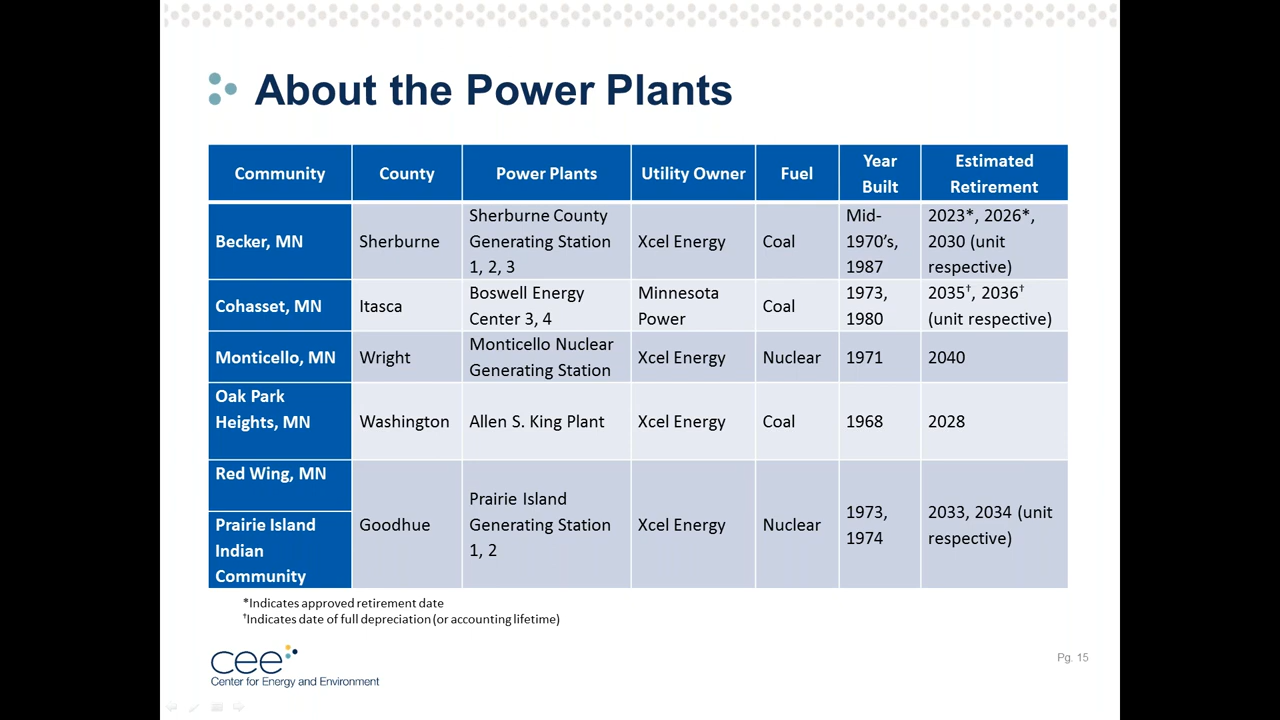 About the Power Plants
Community
County
Power Plants
Utility Owner
Fuel
Year
Built
Estimated
Retirement
Becker, MN
Sherburne
Sherburne County
Generating Station
1, 2, 3
Xcel Energy
Coal
Mid-
1970’s,
1987
2023*, 2026*,
2030 (unit
respective)
Cohasset, MN
Itasca
Boswell Energy
Center 3, 4
Minnesota
Power
Coal
1973,
1980
2035†, 2036†
(unit respective)
Monticello, MN
Wright
Monticello Nuclear
Generating Station
Xcel Energy
Nuclear
1971
2040
Oak Park
Heights, MN
Washington
Allen S. King Plant
Xcel Energy
Coal
1968
2028
Red Wing, MN
Prairie Island
Indian
Community
Goodhue
Prairie Island
Generating Station
1, 2
Xcel Energy
Nuclear
1973,
1974
2033, 2034 (unit
respective)
*Indicates approved retirement date
†Indicates date of full depreciation (or accounting lifetime)
cee
Center for Energy and Environment
Pg. 15